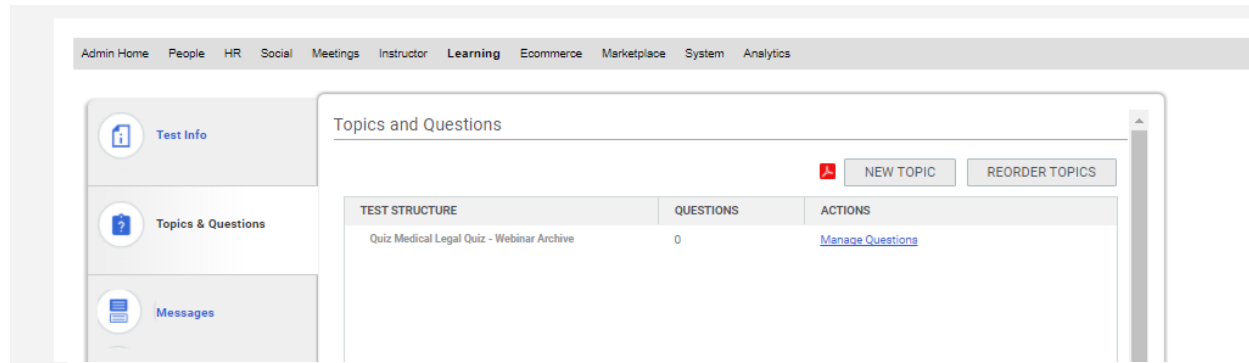 Admin Home People HR Social Meetings Instructor Learning Ecommerce Marketplace System Analytics
Test Info
Topics & Questions
Messages
Topics and Questions
NEW TOPIC REORDER TOPICS
TEST STRUCTURE QUESTIONS ACTIONS
Quiz Medical Legal Quiz - Webinar Archive 0 Manage Questions